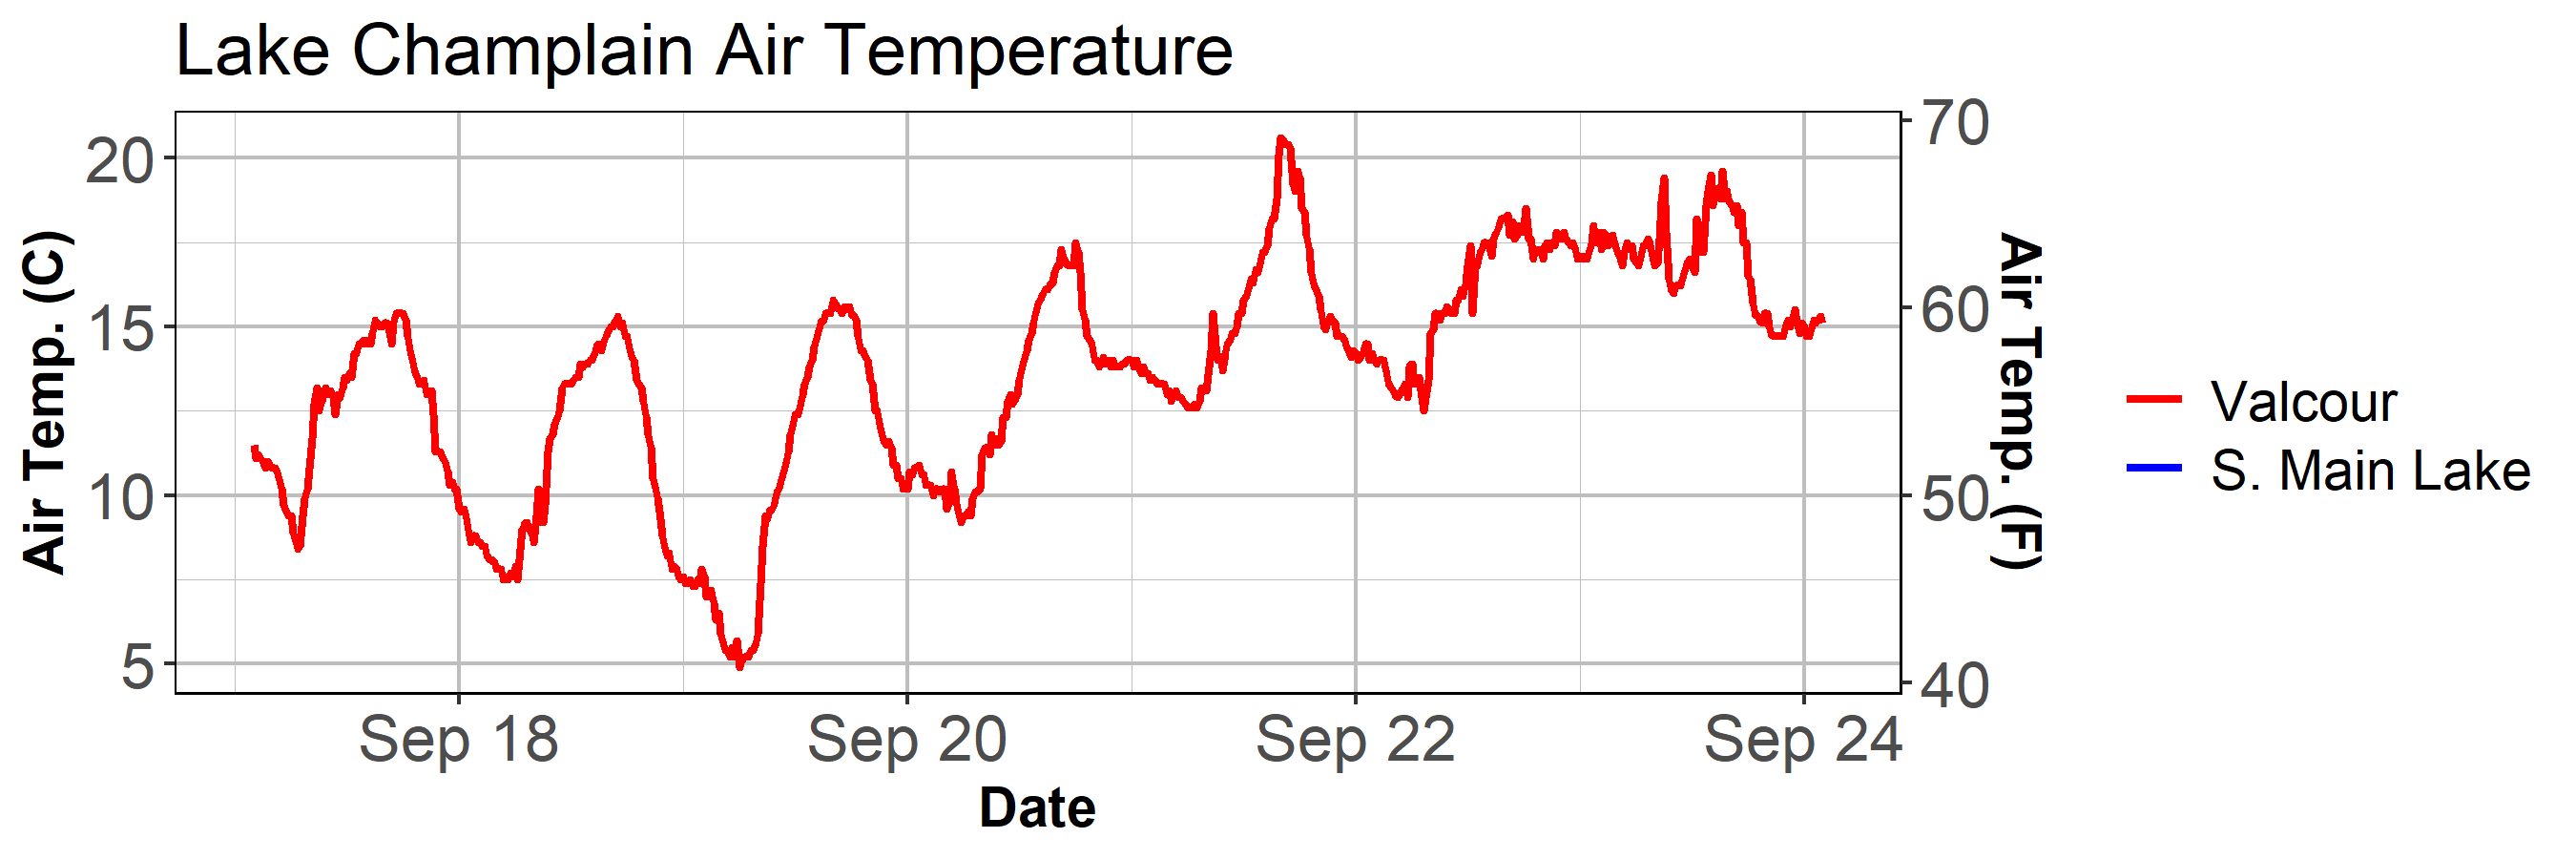 Lake Champlain Air Temperature
Air Temp. (C)
20
15
10
5
70
60
50
40
Air Temp. (F)
Sep 18
Sep 20
Sep 22
Sep 24
Date
Valcour
S. Main Lake